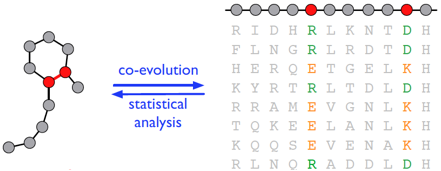 co-evolution
statistical
analysis
R I D H R L K N T D H
F L N G R L R D T D H
H E R Q E T G E L K H
K Y R T R L T D L D H
R R A M E V G N L K H
T Q K E E L A N L K H
K Q Q S E V E N L K H
R L N Q R A D D L D H